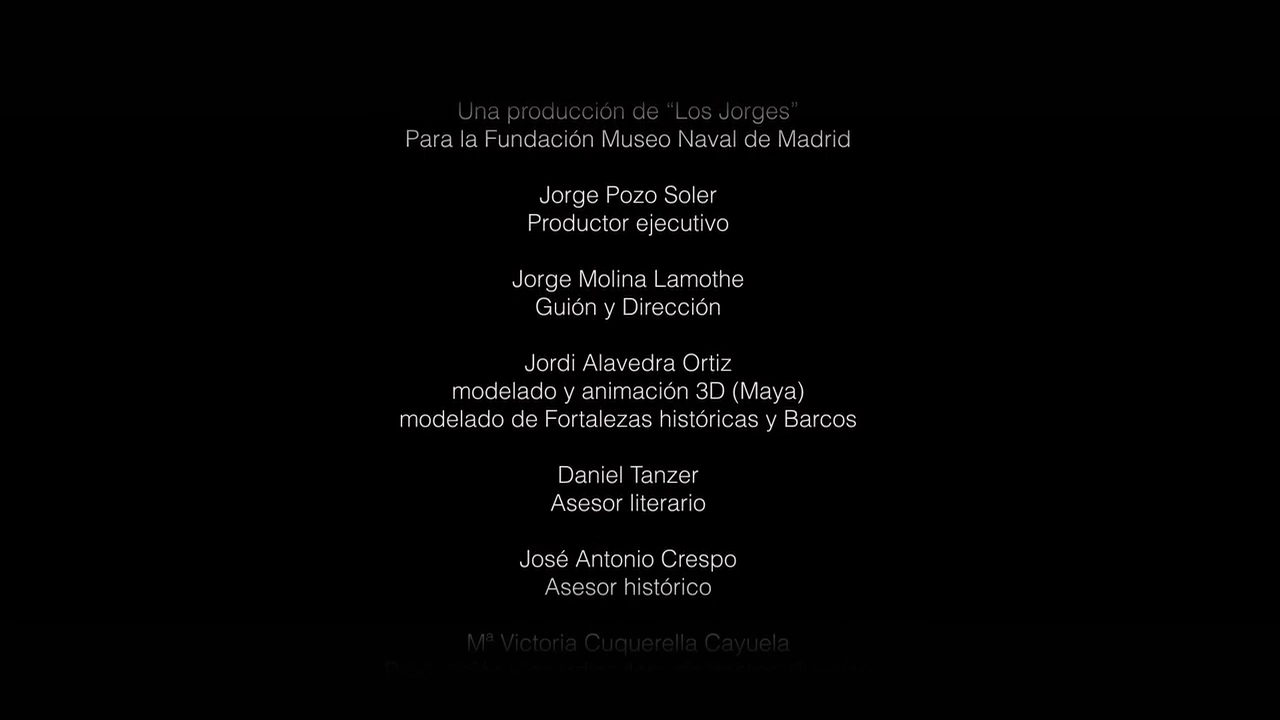 Una producción de “Los Jorges”
Para la Fundación Museo Naval de Madrid
Jorge Pozo Soler
Productor ejecutivo
Jorge Molina Lamothe
Guión y Dirección
Jordi Alavedra Ortiz
modelado y animación 3D (Maya)
modelado de Fortalezas históricas y Barcos
Daniel Tanzer
Asesor literario
José Antonio Crespo
Asesor histórico
Mª Victoria Cuquerella Cayuela